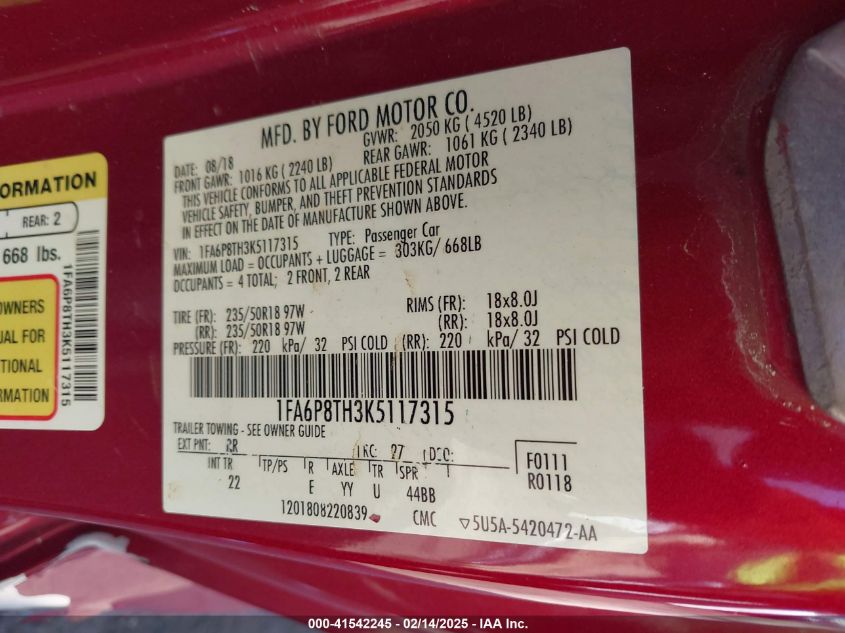 ORMATION
REAR: 2
668 lbs.
OWNERS
UAL FOR
TIONAL
RMATION
1FA6P8TH3K5117315
MFD. BY FORD MOTOR CO.
DATE: 08/18 GVWR: 2050 KG ( 4520 LB)
FRONT GAWR: 1016 KG ( 2240 LB) REAR GAWR: 1061 KG ( 2340 LB)
THIS VEHICLE CONFORMS TO ALL APPLICABLE FEDERAL MOTOR
VEHICLE SAFETY, BUMPER, AND THEFT PREVENTION STANDARDS
IN EFFECT ON THE DATE OF MANUFACTURE SHOWN ABOVE.
VIN: 1FA6P8TH3K5117315 TYPE: Passenger Car
MAXIMUM LOAD = OCCUPANTS + LUGGAGE = 303KG/ 668LB
OCCUPANTS = 4 TOTAL; 2 FRONT, 2 REAR
TIRE (FR): 235/50R18 97W RIMS (FR): 18x8.0J
(RR): 235/50R18 97W (RR): 18x8.0J
PRESSURE (FR): 220 kPa/ 32 PSI COLD (RR): 220 kPa/ 32 PSI COLD
1FA6P8TH3K5117315
TRAILER TOWING - SEE OWNER GUIDE
EXT PNT: RR RC: 27 DSO:
INT TR TP/PS R AXLE TR SPR
22 E YY U 44BB
F0111
R0118
1201808220839 CMC ▽5U5A-5420472-AA
000-41542245 - 02/14/2025 - IAA Inc.